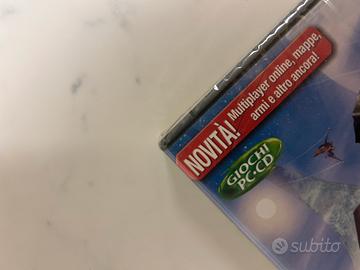 NOVITÀ!
Multiplayer online, mappe,
armi e altro ancora!
GIOCHI
PC·CD
subito